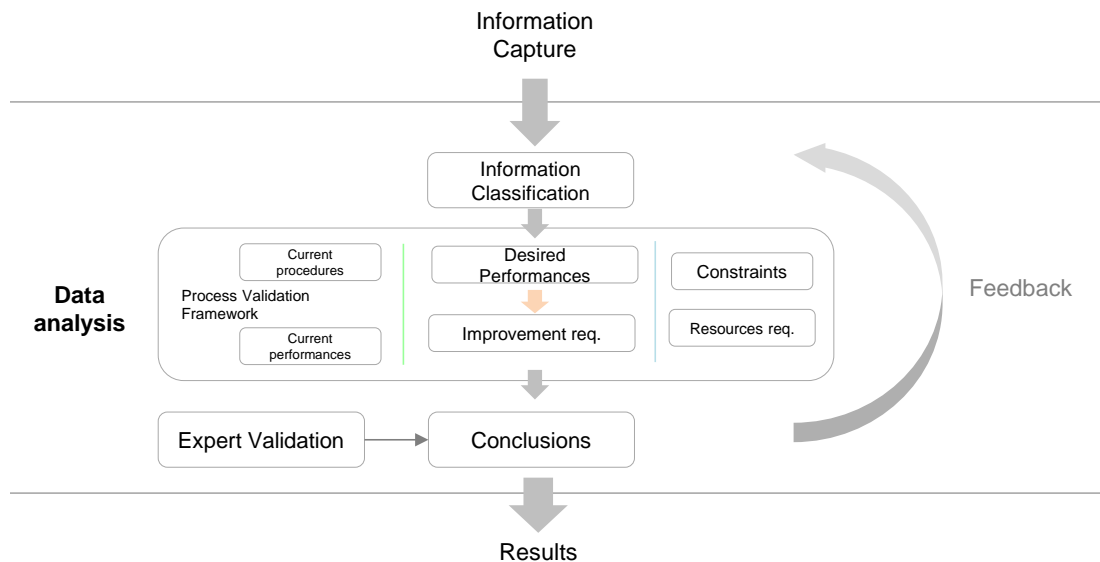 Information
Capture
Information
Classification
Current
procedures
Process Validation
Framework
Current
performances
Desired
Performances
Improvement req.
Constraints
Resources req.
Data
analysis
Feedback
Expert Validation
Conclusions
Results